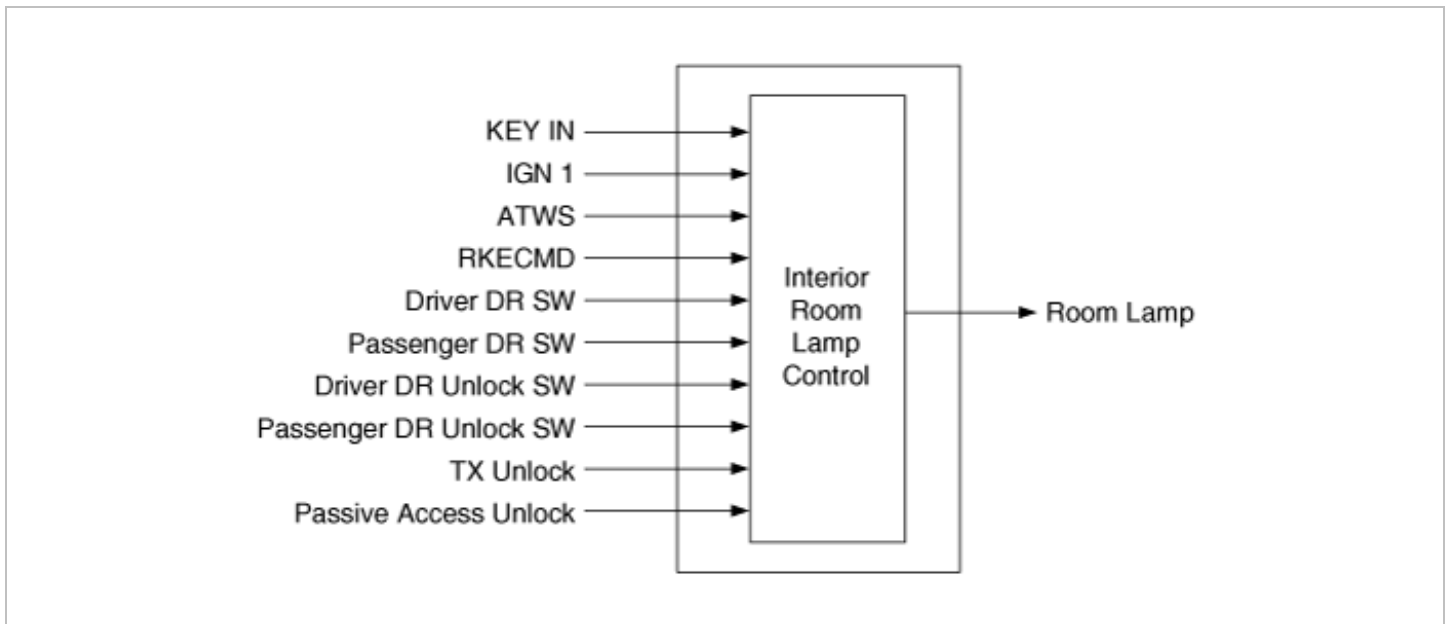 KEY IN
IGN 1
ATWS
RKECMD
Driver DR SW
Passenger DR SW
Driver DR Unlock SW
Passenger DR Unlock SW
TX Unlock
Passive Access Unlock
Interior
Room
Lamp
Control
Room Lamp